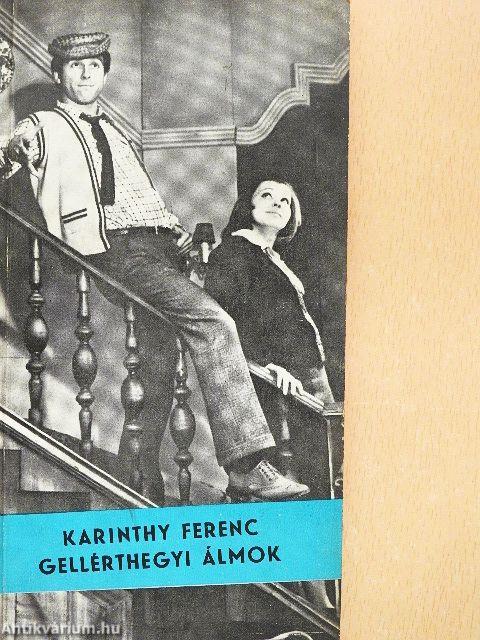 KARINTHY FERENC
GELLÉRTHEGYI ÁLMOK
Antikvarium.hu